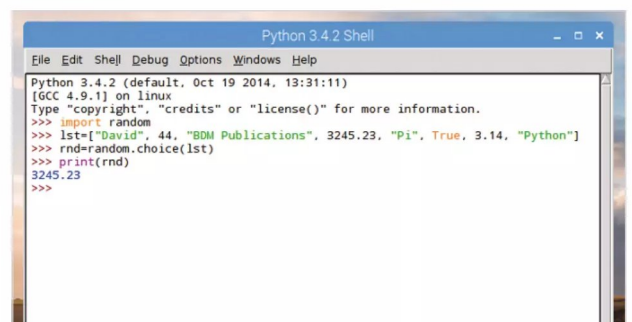 Python 3.4.2 Shell
File Edit Shell Debug Options Windows Help
Python 3.4.2 (default, Oct 19 2014, 13:31:11)
[GCC 4.9.1] on linux
Type "copyright", "credits" or "license()" for more information.
>>> import random
>>> lst=["David", 44, "BDM Publications", 3245.23, "Pi", True, 3.14, "Python"]
>>> rnd=random.choice(lst)
>>> print(rnd)
3245.23
>>>